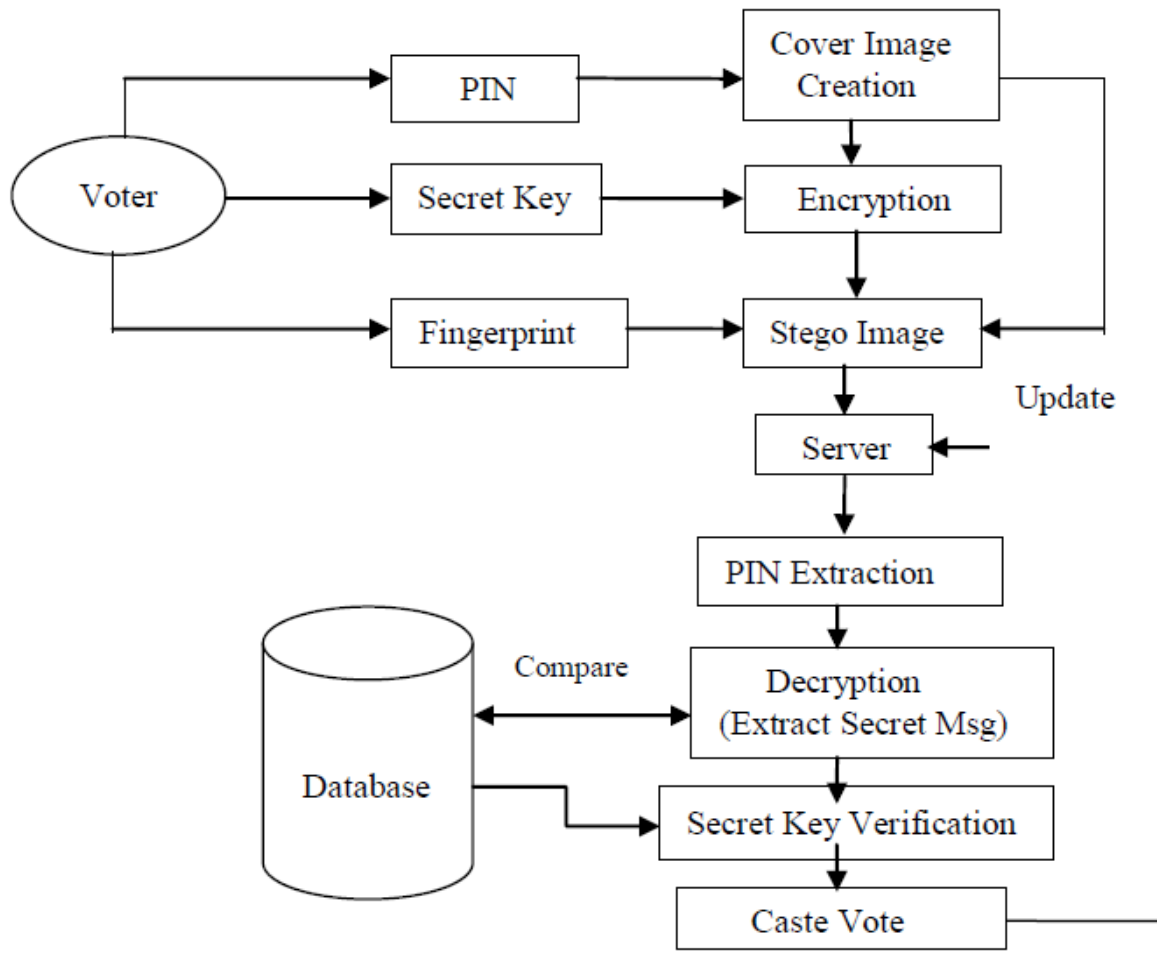 Cover Image
Creation
PIN
Voter
Secret Key
Encryption
Fingerprint
Stego Image
Update
Server
PIN Extraction
Compare
Decryption
(Extract Secret Msg)
Database
Secret Key Verification
Caste Vote